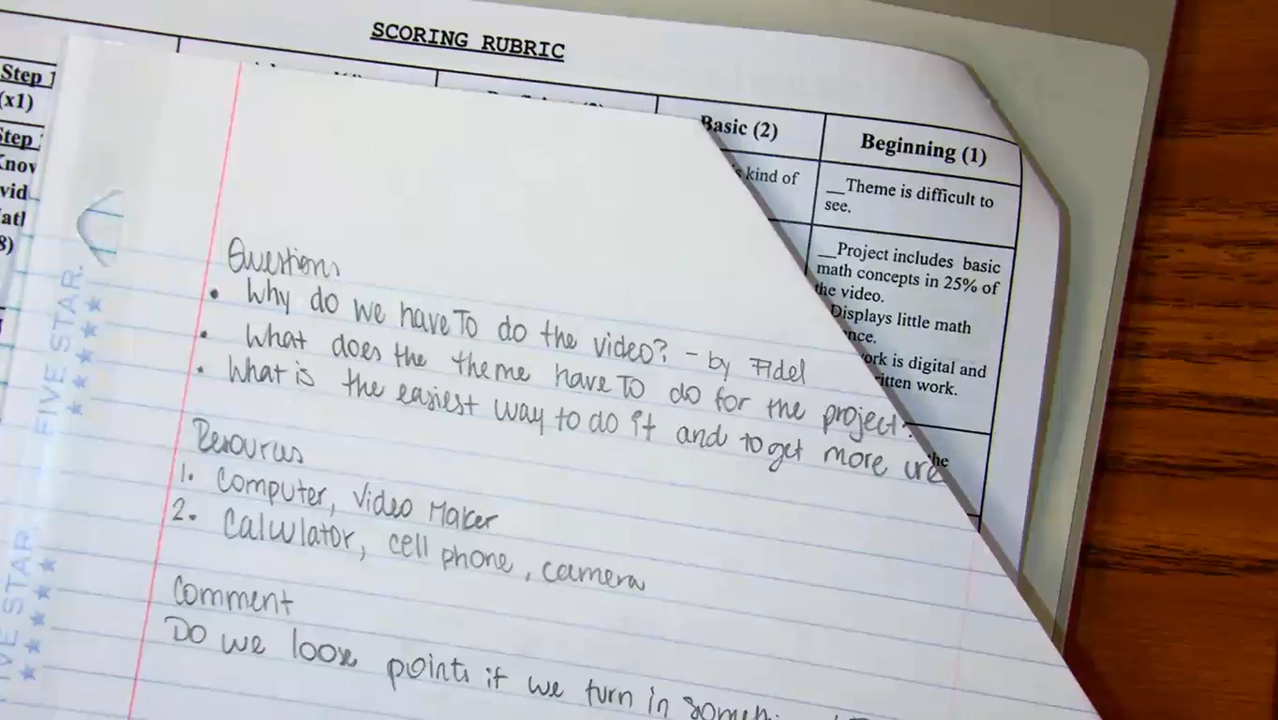 SCORING RUBRIC
Step 1
(x1)
Basic (2)
Beginning (1)
kind of
__Theme is difficult to
see.
__Project includes basic
math concepts in 25% of
the video.
Displays little math
work is digital and
written work.
the
Questions
• Why do we have To do the video? - by Fidel
• What does the theme have To do for the project?
• What is the easiest way to do it and to get more
Resources
1. Computer, Video Maker
2. Calculator, cell phone, camera
Comment
Do we loose points if we turn in
FIVE STAR.
FIVE STAR.